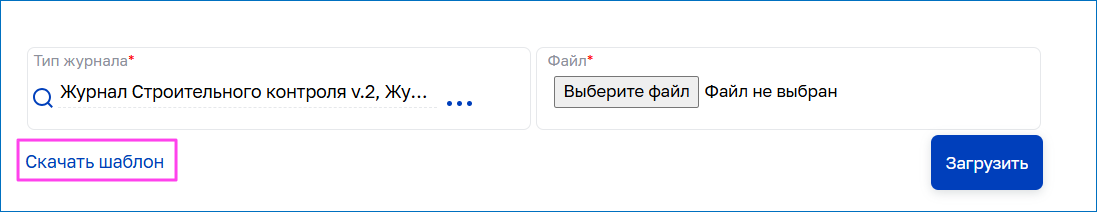 Тип журнала*
Журнал Строительного контроля v.2, Жу...
Файл*
Выберите файл Файл не выбран
Скачать шаблон
Загрузить